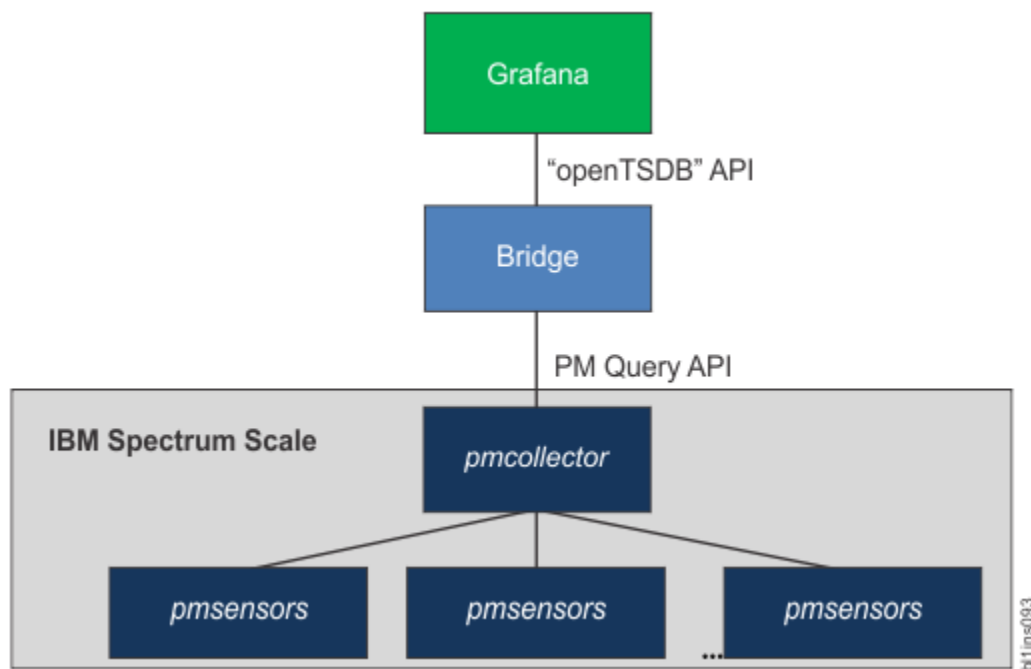 Grafana
“openTSDB” API
Bridge
PM Query API
IBM Spectrum Scale
pmcollector
pmsensors
pmsensors
...
pmsensors